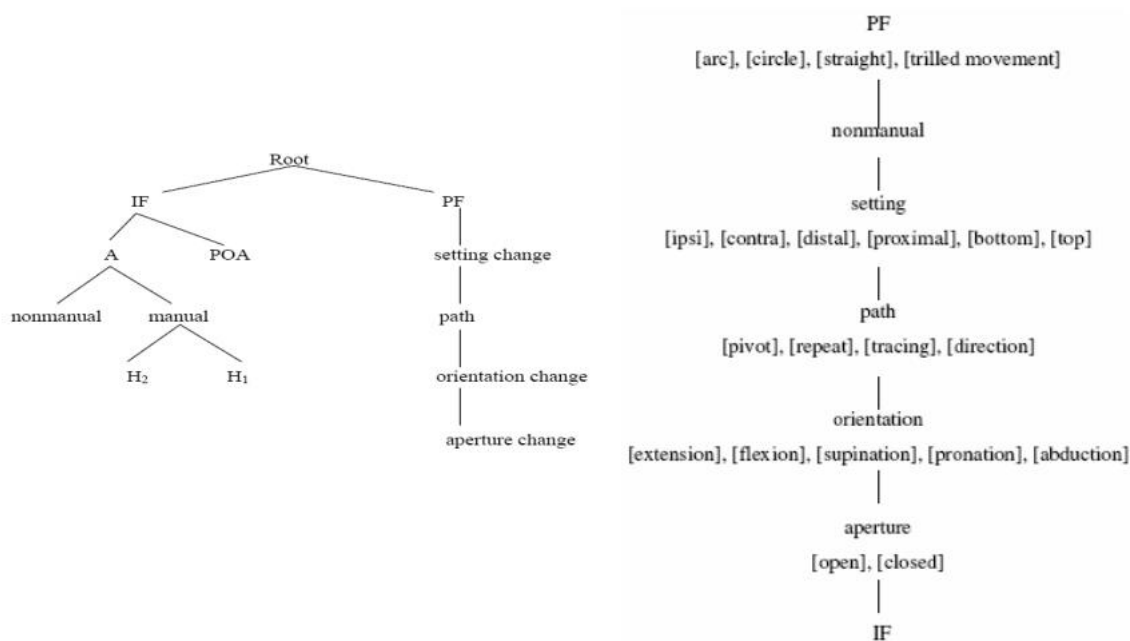 Root
IF PF
A POA setting change
nonmanual manual path
H₂ H₁ orientation change
aperture change
PF
[arc], [circle], [straight], [trilled movement]
nonmanual
setting
[ipsi], [contra], [distal], [proximal], [bottom], [top]
path
[pivot], [repeat], [tracing], [direction]
orientation
[extension], [flexion], [supination], [pronation], [abduction]
aperture
[open], [closed]
IF